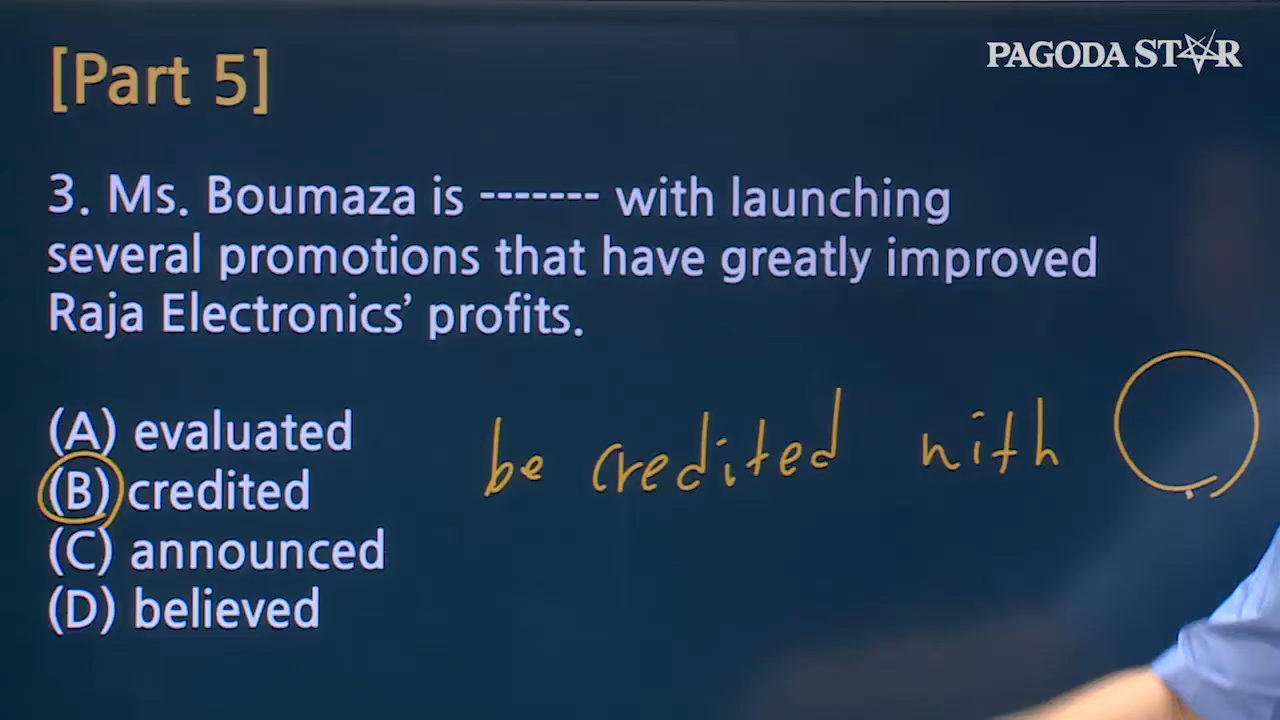 PAGODA STAR
[Part 5]
3. Ms. Boumaza is ------- with launching
several promotions that have greatly improved
Raja Electronics’ profits.
(A) evaluated
(B) credited
(C) announced
(D) believed
be credited with